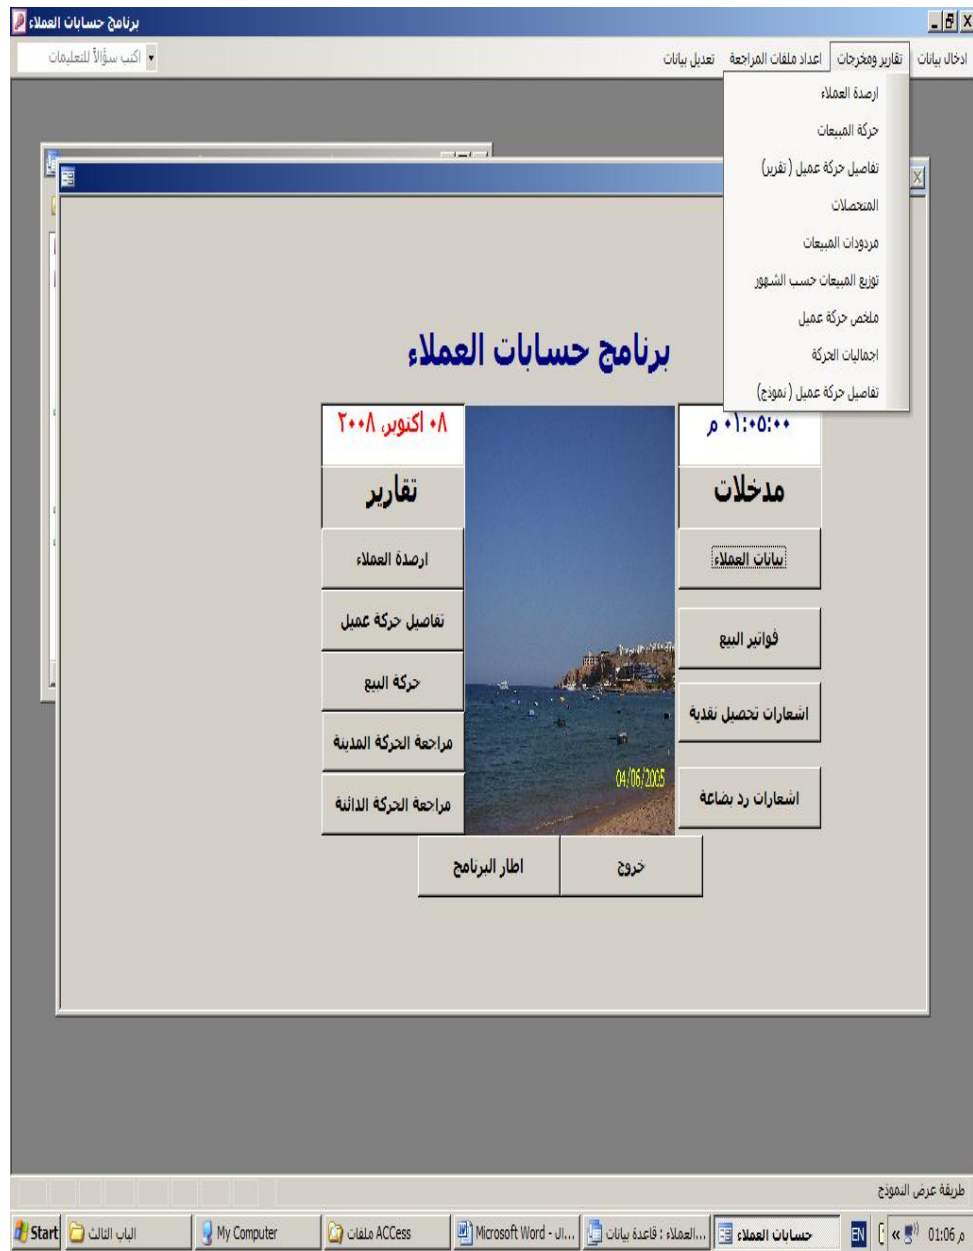 برنامج حسابات العملاء
ادخال بيانات
تقارير ومخرجات
اعداد ملفات المراجعة
تعديل بيانات
اكتب سؤالاً للتعليمات
ارصدة العملاء
حركة المبيعات
تفاصيل حركة عميل ( تقرير)
المتحصلات
مردودات المبيعات
توزيع المبيعات حسب الشهور
ملخص حركة عميل
اجماليات الحركة
تفاصيل حركة عميل ( نموذج)
برنامج حسابات العملاء
٠١:٠٥:٠٠ م
٠٨ اكتوبر، ٢٠٠٨
مدخلات
تقارير
بيانات العملاء
ارصدة العملاء
فواتير البيع
تفاصيل حركة عميل
اشعارات تحصيل نقدية
حركة البيع
مراجعة الحركة المدينة
اشعارات رد بضاعة
مراجعة الحركة الدائنة
04/06/2005
خروج
اطار البرنامج
طريقة عرض النموذج
Start
الباب الثالث
My Computer
ملفات ACCess
Microsoft Word - ال...
العملاء : قاعدة بيانات...
حسابات العملاء
EN
01:06 م